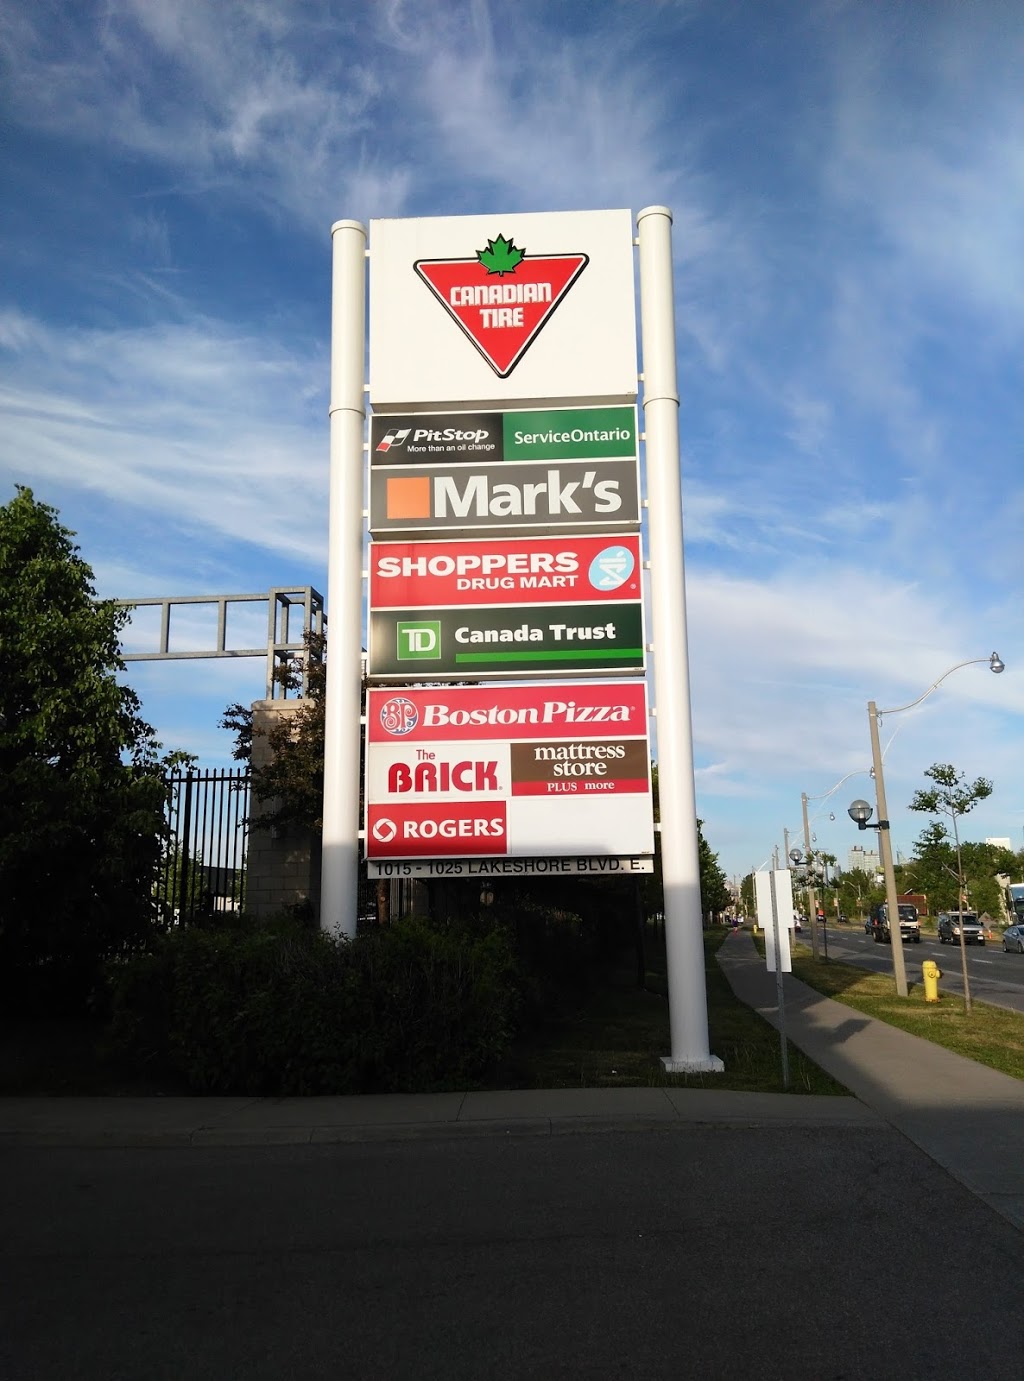 CANADIAN
TIRE
PitStop
More than an oil change
ServiceOntario
Mark's
SHOPPERS
DRUG MART
TD Canada Trust
BP Boston Pizza
The
BRICK
mattress
store
PLUS more
ROGERS
1015 - 1025 LAKESHORE BLVD. E.